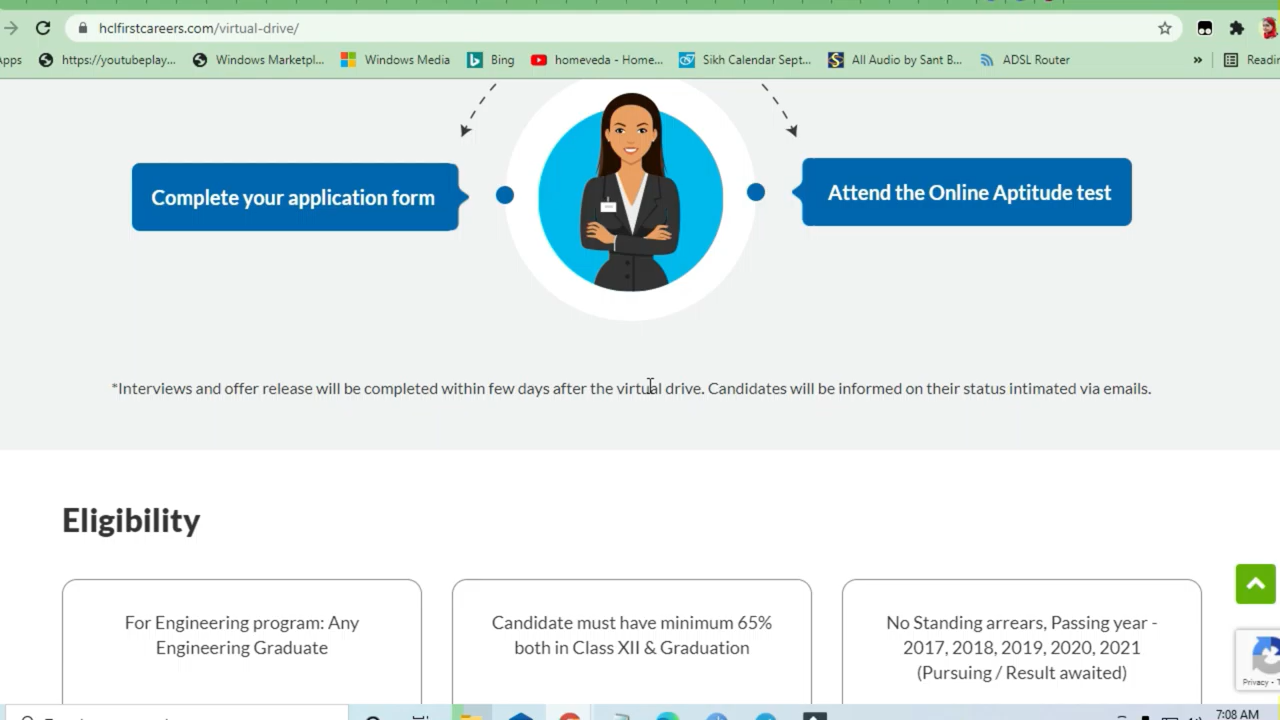 hclfirstcareers.com/virtual-drive/
pps
https://youtubeplay...
Windows Marketpl...
Windows Media
Bing
homeveda - Home...
Sikh Calendar Sept...
All Audio by Sant B...
ADSL Router
»
Readin
Complete your application form
Attend the Online Aptitude test
*Interviews and offer release will be completed within few days after the virtual drive. Candidates will be informed on their status intimated via emails.
Eligibility
For Engineering program: Any
Engineering Graduate
Candidate must have minimum 65%
both in Class XII & Graduation
No Standing arrears, Passing year -
2017, 2018, 2019, 2020, 2021
(Pursuing / Result awaited)
Privacy - T
7:08 AM